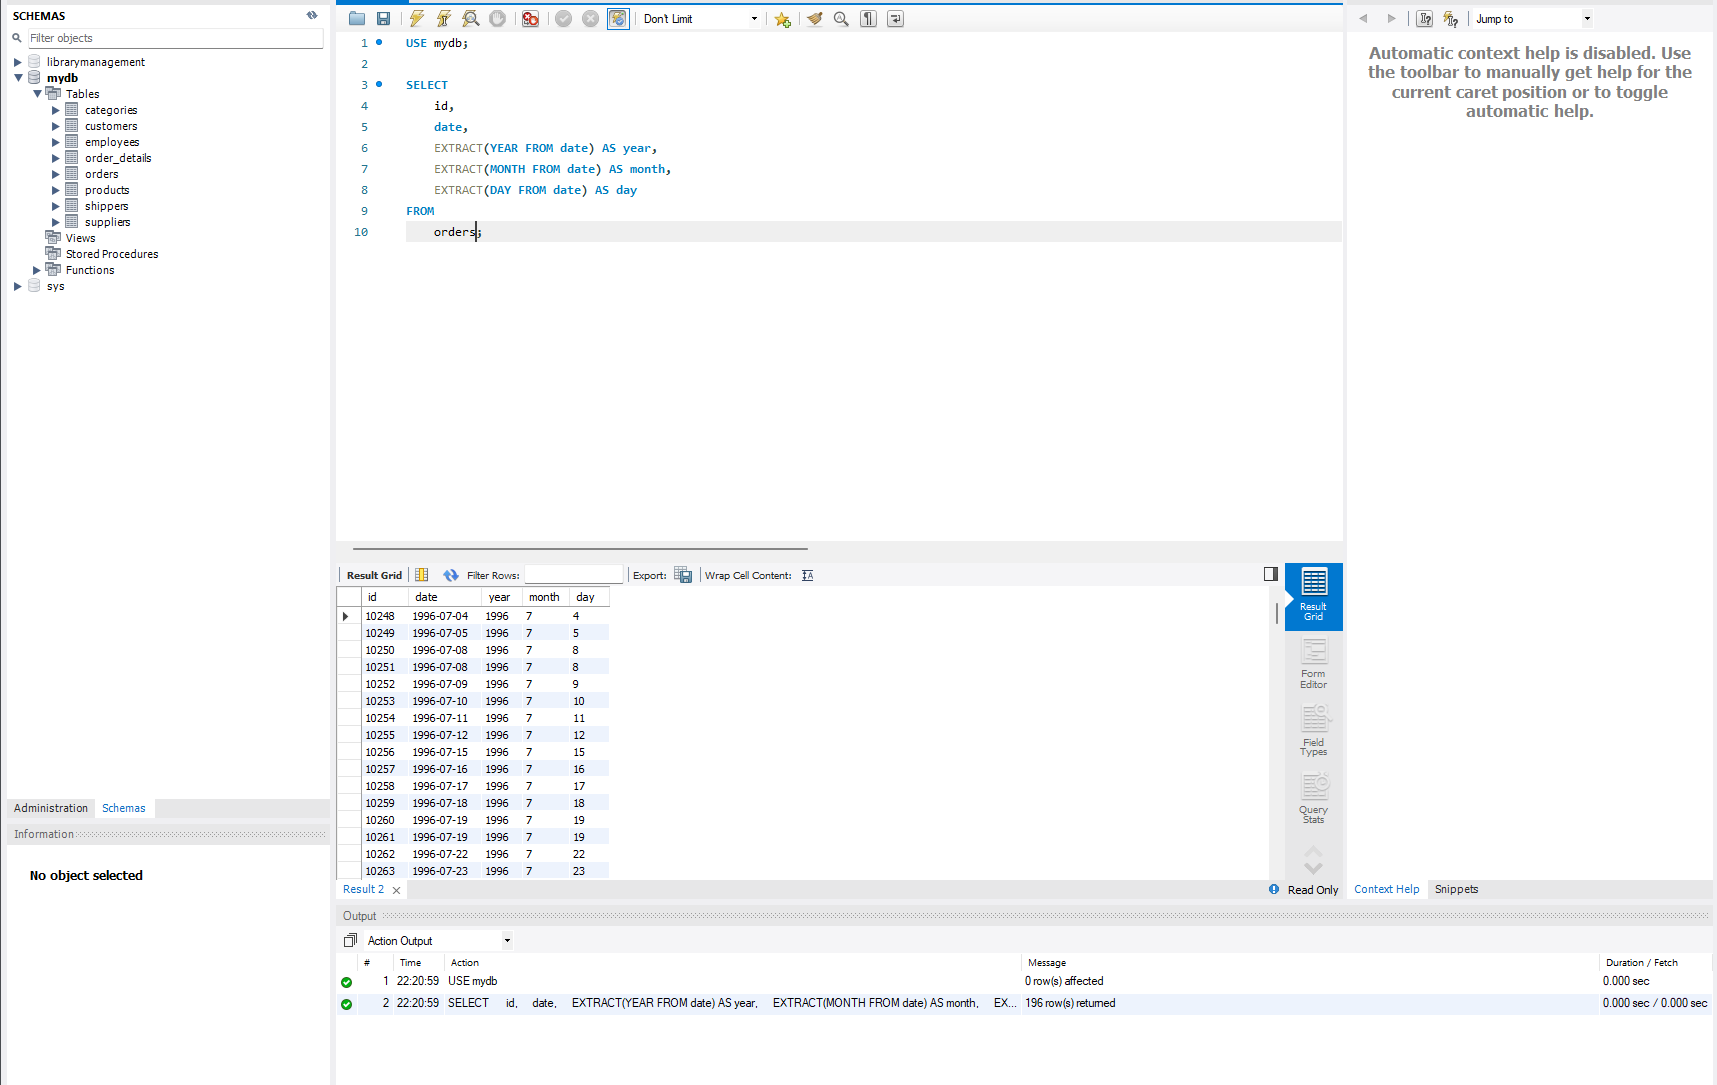 SCHEMAS
Filter objects
librarymanagement
mydb
Tables
categories
customers
employees
order_details
orders
products
shippers
suppliers
Views
Stored Procedures
Functions
sys
Administration Schemas
Information
No object selected
Don't Limit
1 USE mydb;
2
3 SELECT
4 id,
5 date,
6 EXTRACT(YEAR FROM date) AS year,
7 EXTRACT(MONTH FROM date) AS month,
8 EXTRACT(DAY FROM date) AS day
9 FROM
10 orders;
Result Grid Filter Rows: Export: Wrap Cell Content:
id date year month day
10248 1996-07-04 1996 7 4
10249 1996-07-05 1996 7 5
10250 1996-07-08 1996 7 8
10251 1996-07-08 1996 7 8
10252 1996-07-09 1996 7 9
10253 1996-07-10 1996 7 10
10254 1996-07-11 1996 7 11
10255 1996-07-12 1996 7 12
10256 1996-07-15 1996 7 15
10257 1996-07-16 1996 7 16
10258 1996-07-17 1996 7 17
10259 1996-07-18 1996 7 18
10260 1996-07-19 1996 7 19
10261 1996-07-19 1996 7 19
10262 1996-07-22 1996 7 22
10263 1996-07-23 1996 7 23
Result
Grid
Form
Editor
Field
Types
Query
Stats
Result 2
Read Only
Jump to
Automatic context help is disabled. Use
the toolbar to manually get help for the
current caret position or to toggle
automatic help.
Context Help Snippets
Output
Action Output
# Time Action Message Duration / Fetch
1 22:20:59 USE mydb 0 row(s) affected 0.000 sec
2 22:20:59 SELECT id, date, EXTRACT(YEAR FROM date) AS year, EXTRACT(MONTH FROM date) AS month, EX... 196 row(s) returned 0.000 sec / 0.000 sec